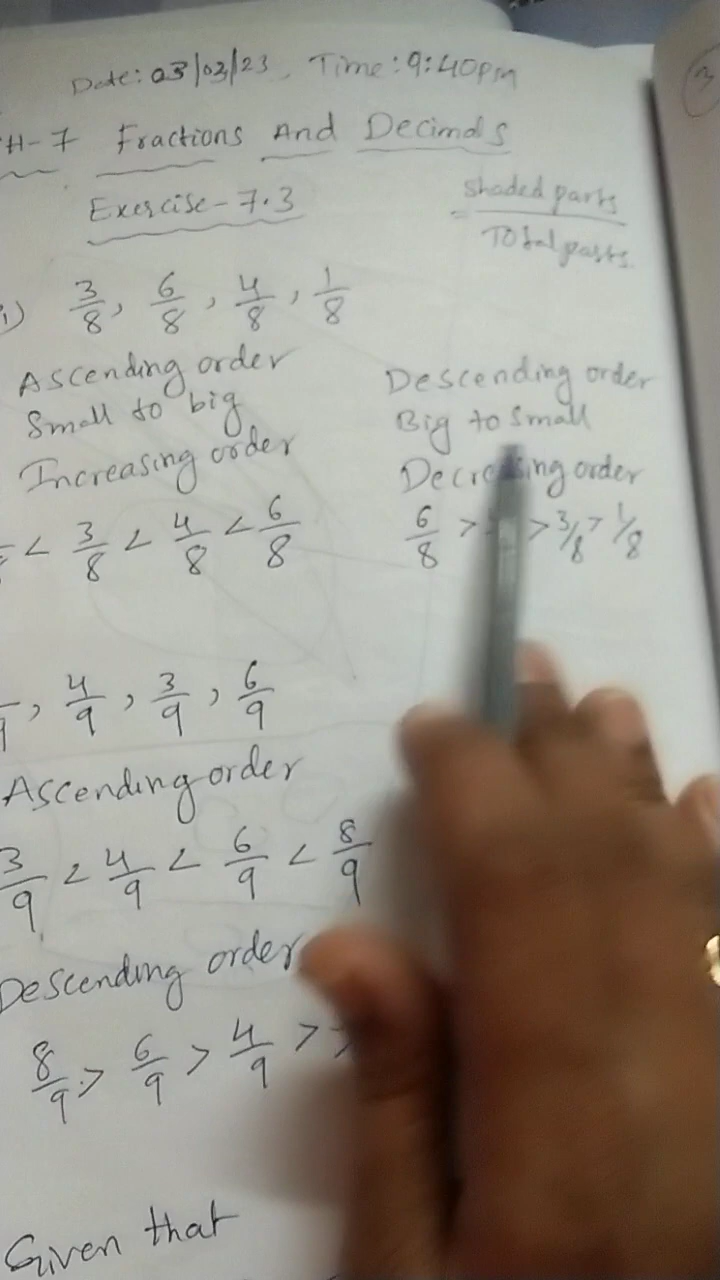 Date: 03/03/23, Time: 9:40pm
H-7 Fractions And Decimals
Exercise-7.3
= Shaded parts / Total parts.
i) 3/8, 6/8, 4/8, 1/8
Ascending order
Small to big
Increasing order
< 3/8 < 4/8 < 6/8
Descending order
Big to Small
order
6/8 > > 3/8 > 1/8
, 4/9, 3/9, 6/9
Ascending order
3/9 < 4/9 < 6/9 < 8/9
Descending order
8/9 > 6/9 > 4/9 >
Given that